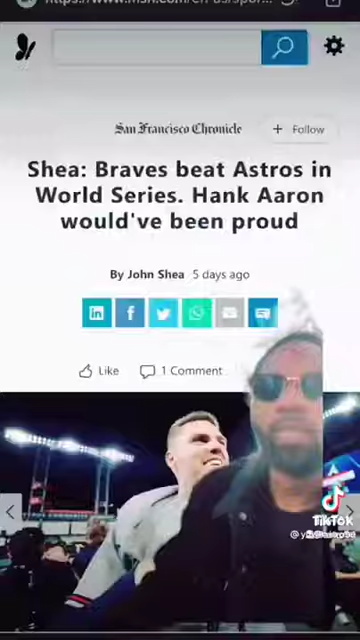 San Francisco Chronicle
+ Follow
Shea: Braves beat Astros in
World Series. Hank Aaron
would've been proud
By John Shea 5 days ago
Like
1 Comment
TikTok